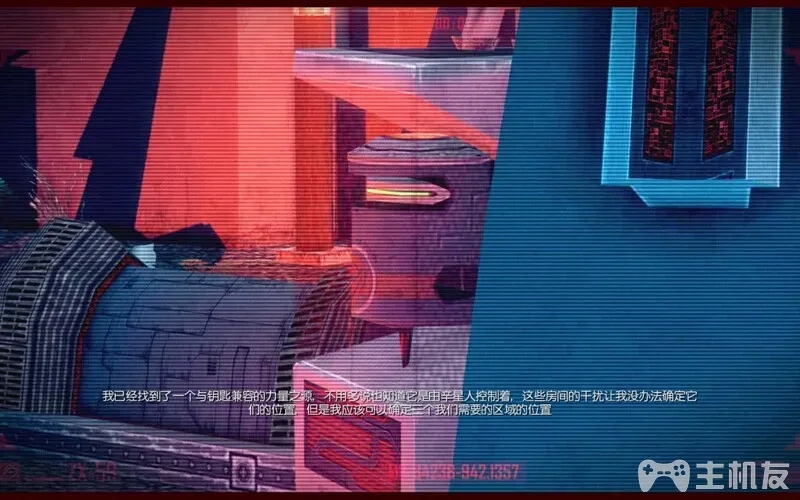 我已经找到了一个与钥匙兼容的力量之源，不用多说也知道它是由辛星人控制着，这些房间的干扰让我没办法确定它
们的位置，但是我应该可以确定三个我们需要的区域的位置
主机友